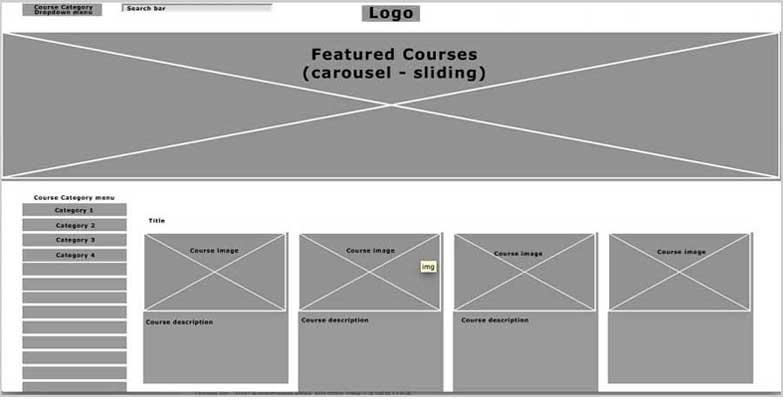 Course Category
Dropdown menu
Search bar
Logo
Featured Courses
(carousel - sliding)
Course Category menu
Category 1
Category 2
Category 3
Category 4
Title
Course image
Course image
Course image
Course image
img
Course description
Course description
Course description